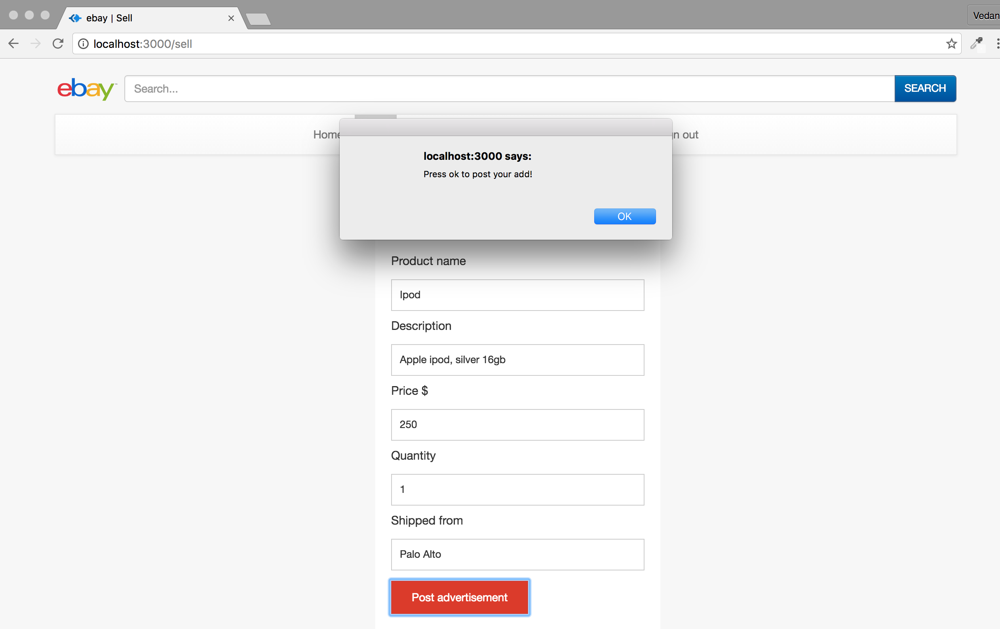 ebay | Sell
Vedan
localhost:3000/sell
ebay
Search...
SEARCH
Home
n out
localhost:3000 says:
Press ok to post your add!
OK
Product name
Ipod
Description
Apple ipod, silver 16gb
Price $
250
Quantity
1
Shipped from
Palo Alto
Post advertisement